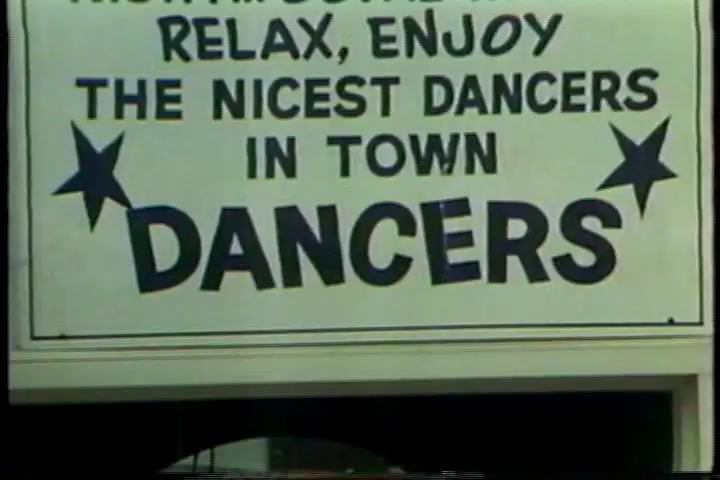 RELAX, ENJOY
THE NICEST DANCERS
IN TOWN
DANCERS